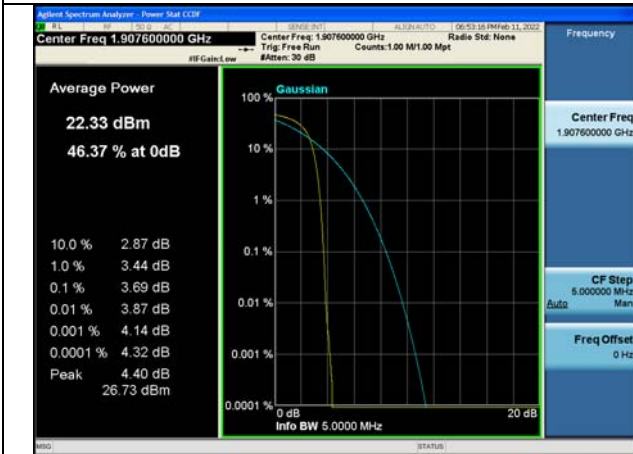 Agilent Spectrum Analyzer - Power Stat CCDF
RL RF 50 Ω AC SENSE:INT ALIGN AUTO 06:53:16 PM Feb 11, 2022
Center Freq 1.907600000 GHz
Center Freq: 1.907600000 GHz Radio Std: None
Trig: Free Run Counts:1.00 M/1.00 Mpt
#IFGain:Low #Atten: 30 dB
Frequency
Average Power
22.33 dBm
46.37 % at 0dB
10.0 % 2.87 dB
1.0 % 3.44 dB
0.1 % 3.69 dB
0.01 % 3.87 dB
0.001 % 4.14 dB
0.0001 % 4.32 dB
Peak 4.40 dB
26.73 dBm
Gaussian
100 %
10 %
1 %
0.1 %
0.01 %
0.001 %
0.0001 %
0 dB 20 dB
Info BW 5.0000 MHz
Center Freq
1.907600000 GHz
CF Step
5.000000 MHz
Auto Man
Freq Offset
0 Hz
MSG STATUS